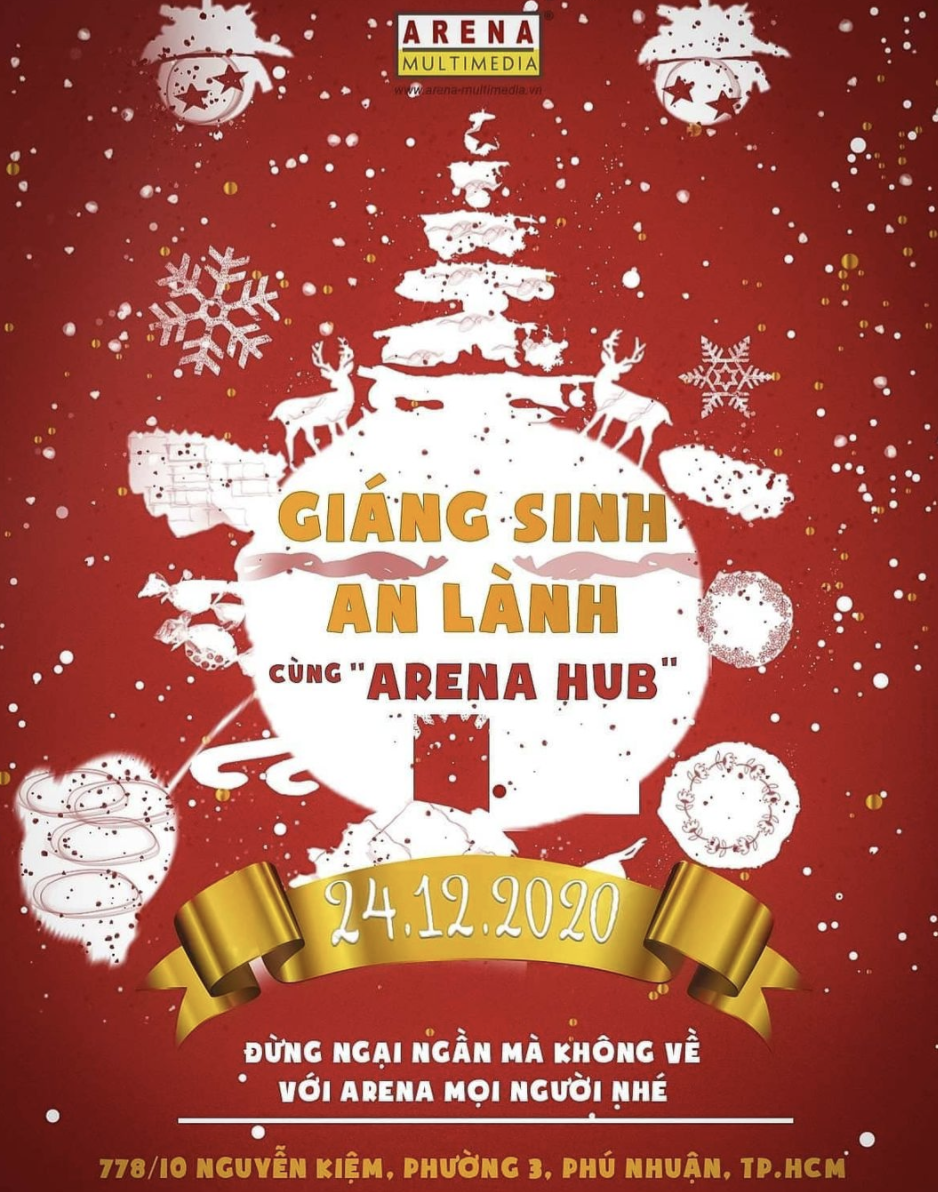 ARENA
MULTIMEDIA
www.arena-multimedia.vn
GIÁNG SINH
AN LÀNH
CÙNG "ARENA HUB"
24.12.2020
ĐỪNG NGẠI NGẦN MÀ KHÔNG VỀ
VỚI ARENA MỌI NGƯỜI NHÉ
778/10 NGUYỄN KIỆM, PHƯỜNG 3, PHÚ NHUẬN, TP.HCM